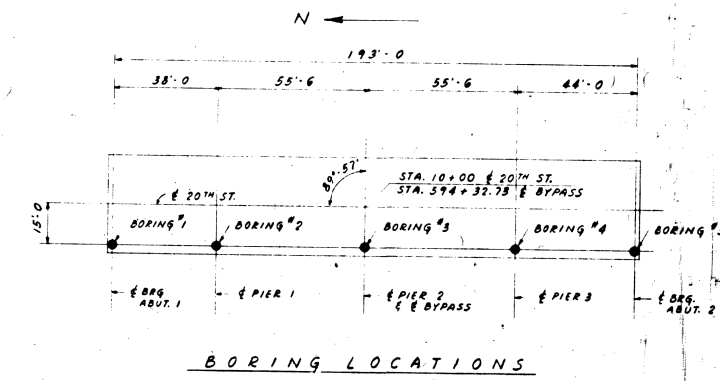 N
193'-0
38'-0 55'-6 55'-6 44'-0
89°-57'
STA. 10+00 ℄ 20TH ST.
STA. 594+32.73 ℄ BYPASS
℄ 20TH ST.
15'-0
BORING #1 BORING #2 BORING #3 BORING #4 BORING
℄ BRG. ABUT. 1
℄ PIER 1
℄ PIER 2
& ℄ BYPASS
℄ PIER 3
℄ BRG.
ABUT. 2
BORING LOCATIONS